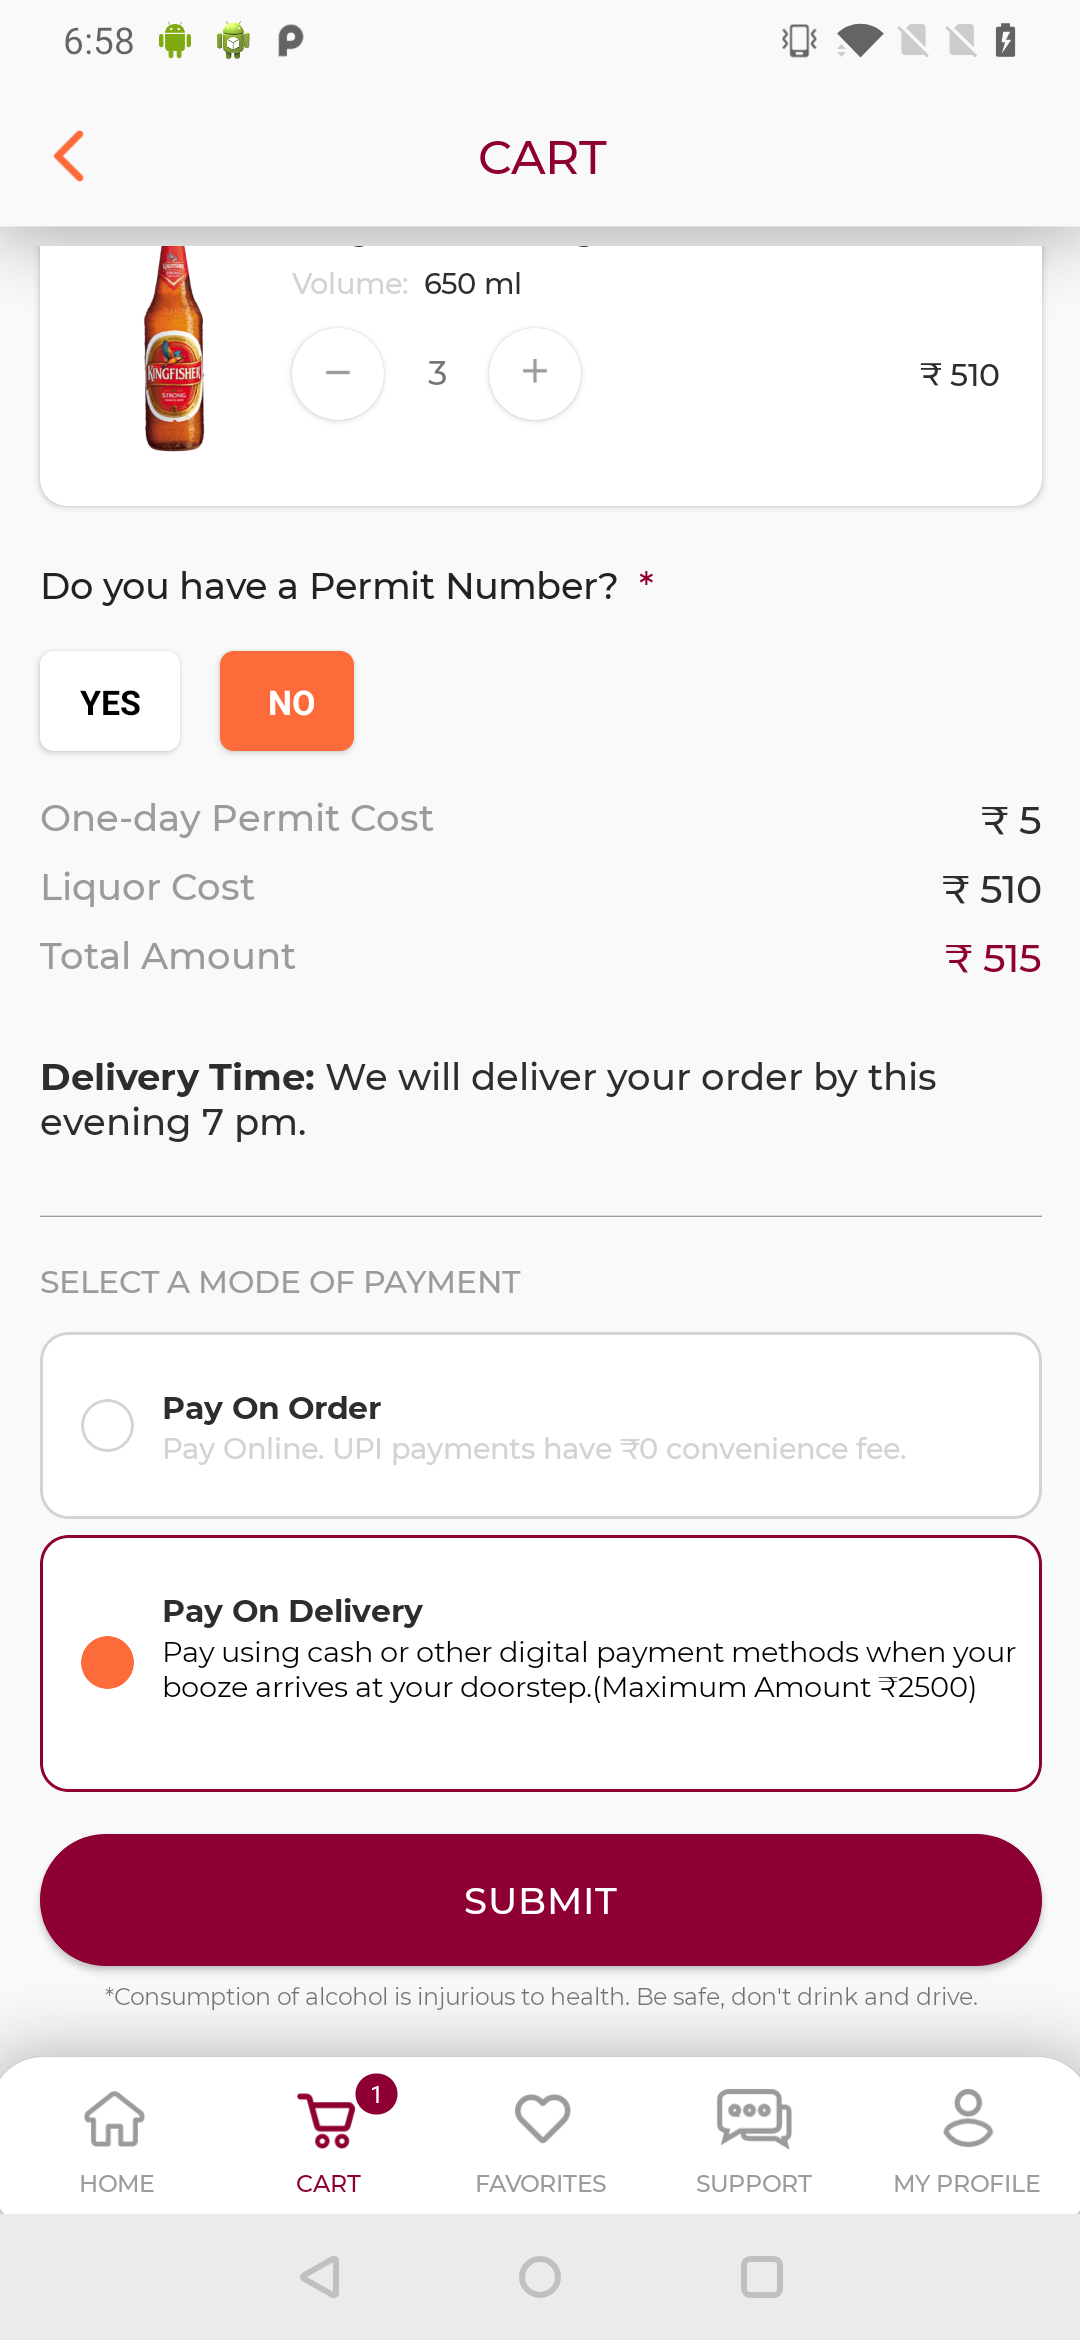 6:58
CART
Volume: 650 ml
KINGFISHER
STRONG
3
₹ 510
Do you have a Permit Number? *
YES
NO
One-day Permit Cost ₹ 5
Liquor Cost ₹ 510
Total Amount ₹ 515
Delivery Time: We will deliver your order by this
evening 7 pm.
SELECT A MODE OF PAYMENT
Pay On Order
Pay Online. UPI payments have ₹0 convenience fee.
Pay On Delivery
Pay using cash or other digital payment methods when your
booze arrives at your doorstep.(Maximum Amount ₹2500)
SUBMIT
*Consumption of alcohol is injurious to health. Be safe, don't drink and drive.
1
HOME
CART
FAVORITES
SUPPORT
MY PROFILE